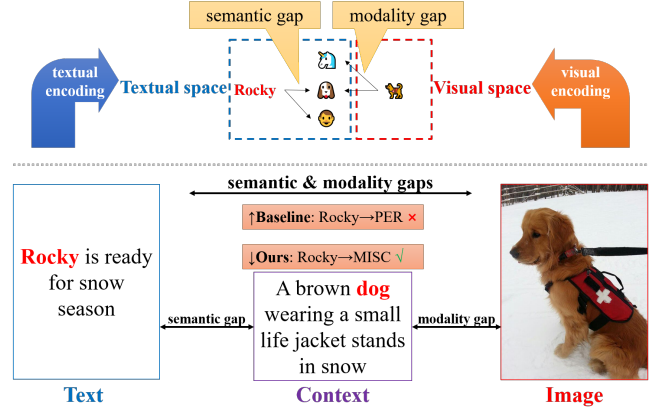 semantic gap
modality gaps
textual
encoding
Textual space
Rocky
Visual space
visual
encoding
semantic & modality gaps
↑Baseline: Rocky→PER ×
↓Ours: Rocky→MISC √
Rocky is ready
for snow
season
semantic gap
A brown dog
wearing a small
life jacket stands
in snow
modality gap
Text
Context
Image